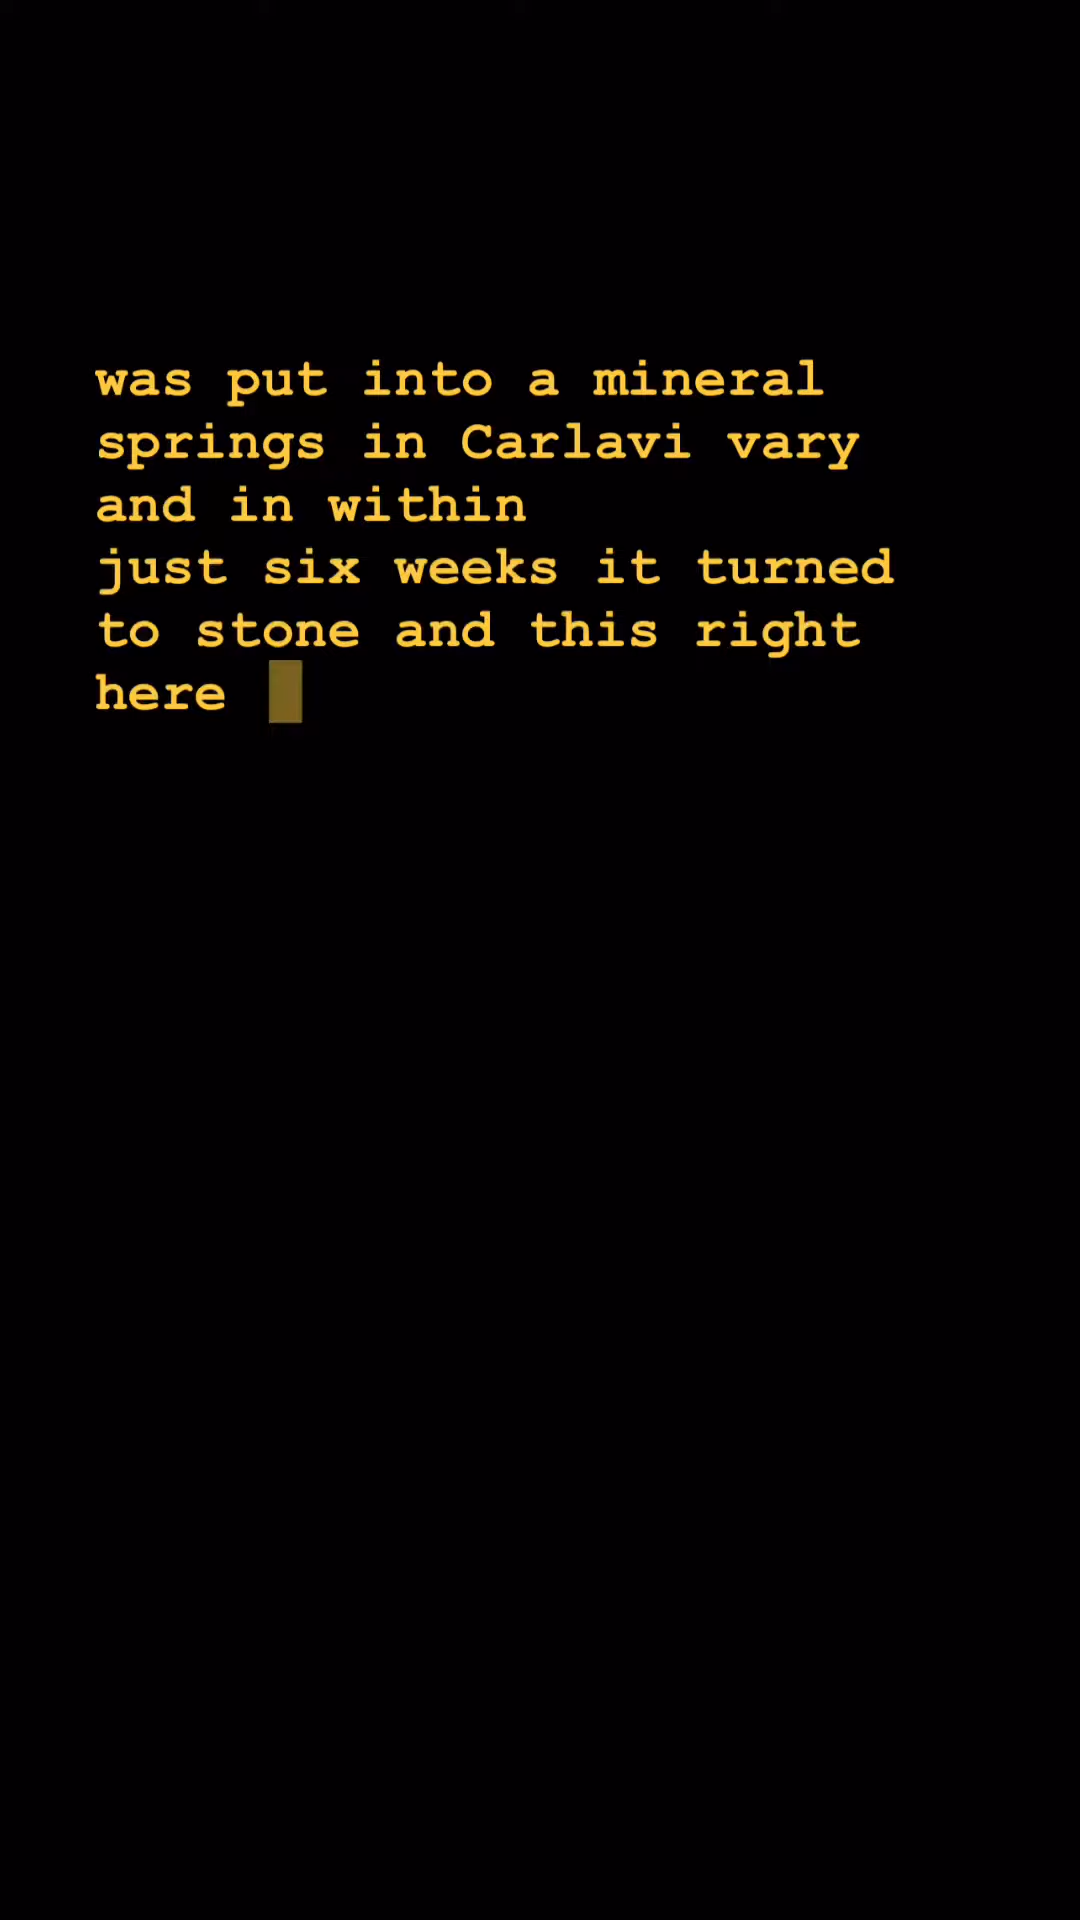 was put into a mineral
springs in Carlavi vary
and in within
just six weeks it turned
to stone and this right
here